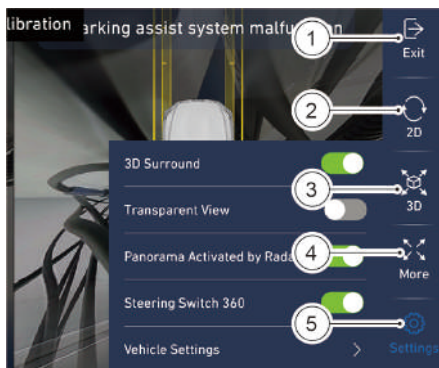 libration
arking assist system malfunction
1
Exit
2
2D
3D Surround
3
3D
Transparent View
4
More
Panorama Activated by Rada
Steering Switch 360
5
Settings
Vehicle Settings